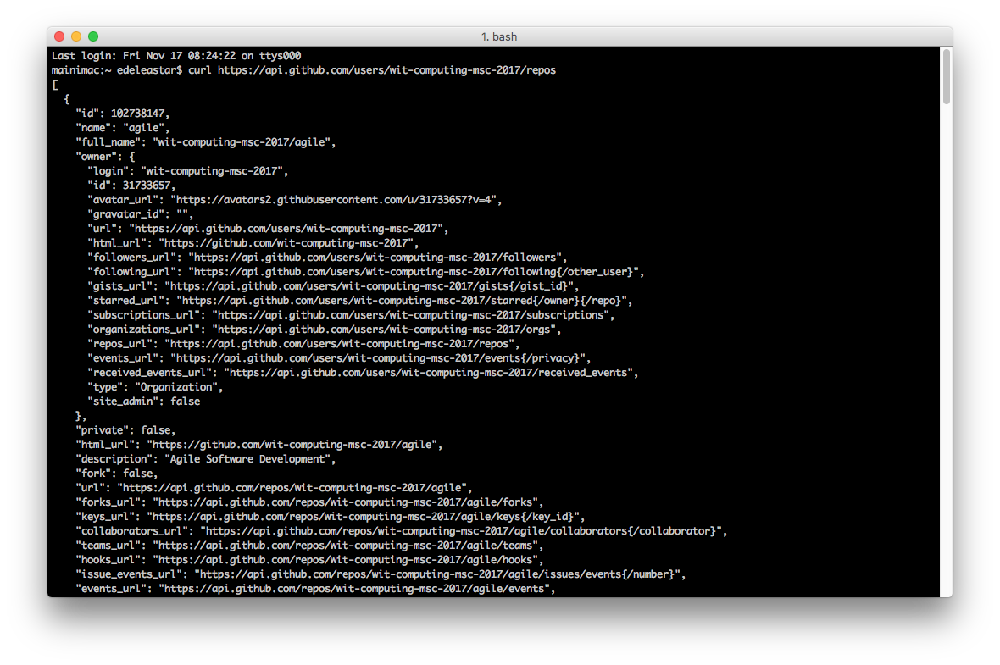 1. bash
Last login: Fri Nov 17 08:24:22 on ttys000
mainimac:~ edeleastar$ curl https://api.github.com/users/wit-computing-msc-2017/repos
[
  {
    "id": 102738147,
    "name": "agile",
    "full_name": "wit-computing-msc-2017/agile",
    "owner": {
      "login": "wit-computing-msc-2017",
      "id": 31733657,
      "avatar_url": "https://avatars2.githubusercontent.com/u/31733657?v=4",
      "gravatar_id": "",
      "url": "https://api.github.com/users/wit-computing-msc-2017",
      "html_url": "https://github.com/wit-computing-msc-2017",
      "followers_url": "https://api.github.com/users/wit-computing-msc-2017/followers",
      "following_url": "https://api.github.com/users/wit-computing-msc-2017/following{/other_user}",
      "gists_url": "https://api.github.com/users/wit-computing-msc-2017/gists{/gist_id}",
      "starred_url": "https://api.github.com/users/wit-computing-msc-2017/starred{/owner}{/repo}",
      "subscriptions_url": "https://api.github.com/users/wit-computing-msc-2017/subscriptions",
      "organizations_url": "https://api.github.com/users/wit-computing-msc-2017/orgs",
      "repos_url": "https://api.github.com/users/wit-computing-msc-2017/repos",
      "events_url": "https://api.github.com/users/wit-computing-msc-2017/events{/privacy}",
      "received_events_url": "https://api.github.com/users/wit-computing-msc-2017/received_events",
      "type": "Organization",
      "site_admin": false
    },
    "private": false,
    "html_url": "https://github.com/wit-computing-msc-2017/agile",
    "description": "Agile Software Development",
    "fork": false,
    "url": "https://api.github.com/repos/wit-computing-msc-2017/agile",
    "forks_url": "https://api.github.com/repos/wit-computing-msc-2017/agile/forks",
    "keys_url": "https://api.github.com/repos/wit-computing-msc-2017/agile/keys{/key_id}",
    "collaborators_url": "https://api.github.com/repos/wit-computing-msc-2017/agile/collaborators{/collaborator}",
    "teams_url": "https://api.github.com/repos/wit-computing-msc-2017/agile/teams",
    "hooks_url": "https://api.github.com/repos/wit-computing-msc-2017/agile/hooks",
    "issue_events_url": "https://api.github.com/repos/wit-computing-msc-2017/agile/issues/events{/number}",
    "events_url": "https://api.github.com/repos/wit-computing-msc-2017/agile/events",